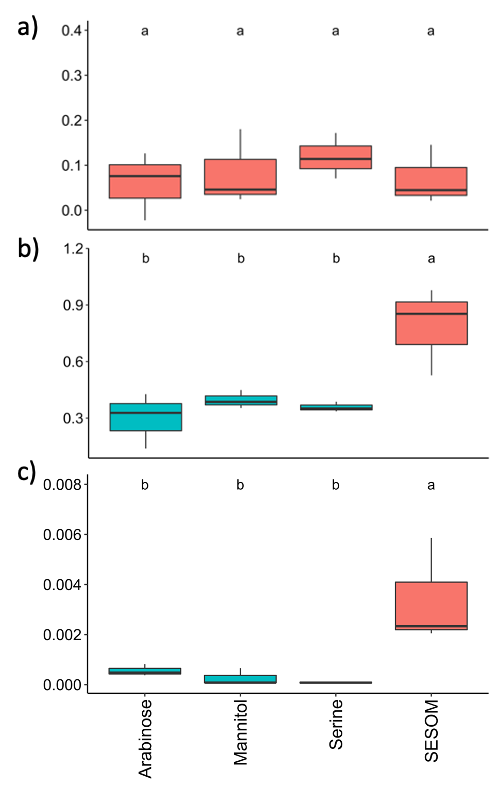 a)
0.4
0.3
0.2
0.1
0.0
a a a a
b)
1.2
0.9
0.6
0.3
b b b a
c)
0.008
0.006
0.004
0.002
0.000
b b b a
Arabinose
Mannitol
Serine
SESOM